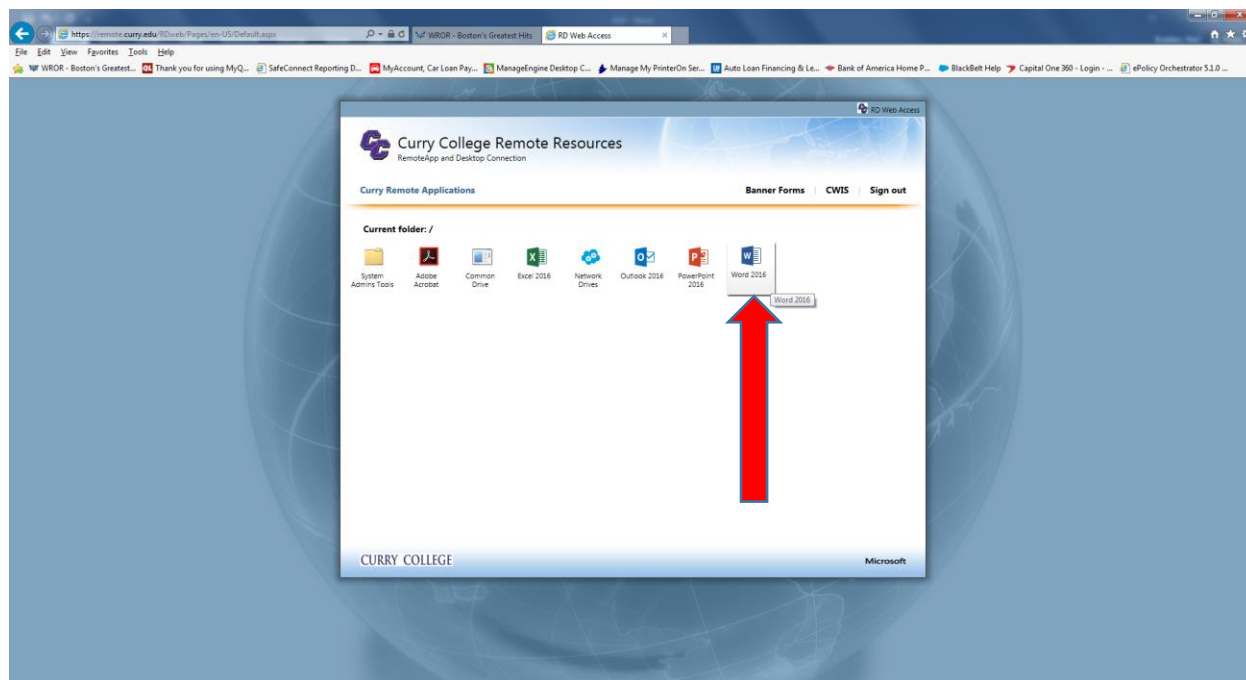 https://remote.curry.edu/RDweb/Pages/en-US/Default.aspx
WROR - Boston's Greatest Hits
RD Web Access
File Edit View Favorites Tools Help
WROR - Boston's Greatest... Thank you for using MyQ... SafeConnect Reporting D... MyAccount, Car Loan Pay... ManageEngine Desktop C... Manage My PrinterOn Ser... Auto Loan Financing & Le... Bank of America Home P... BlackBelt Help Capital One 360 - Login - ... ePolicy Orchestrator 5.1.0 ...
RD Web Access
CC
Curry College Remote Resources
RemoteApp and Desktop Connection
Curry Remote Applications
Banner Forms | CWIS | Sign out
Current folder: /
System Admins Tools
Adobe Acrobat
Common Drive
Excel 2016
Network Drives
Outlook 2016
PowerPoint 2016
Word 2016
Word 2016
CURRY COLLEGE
Microsoft